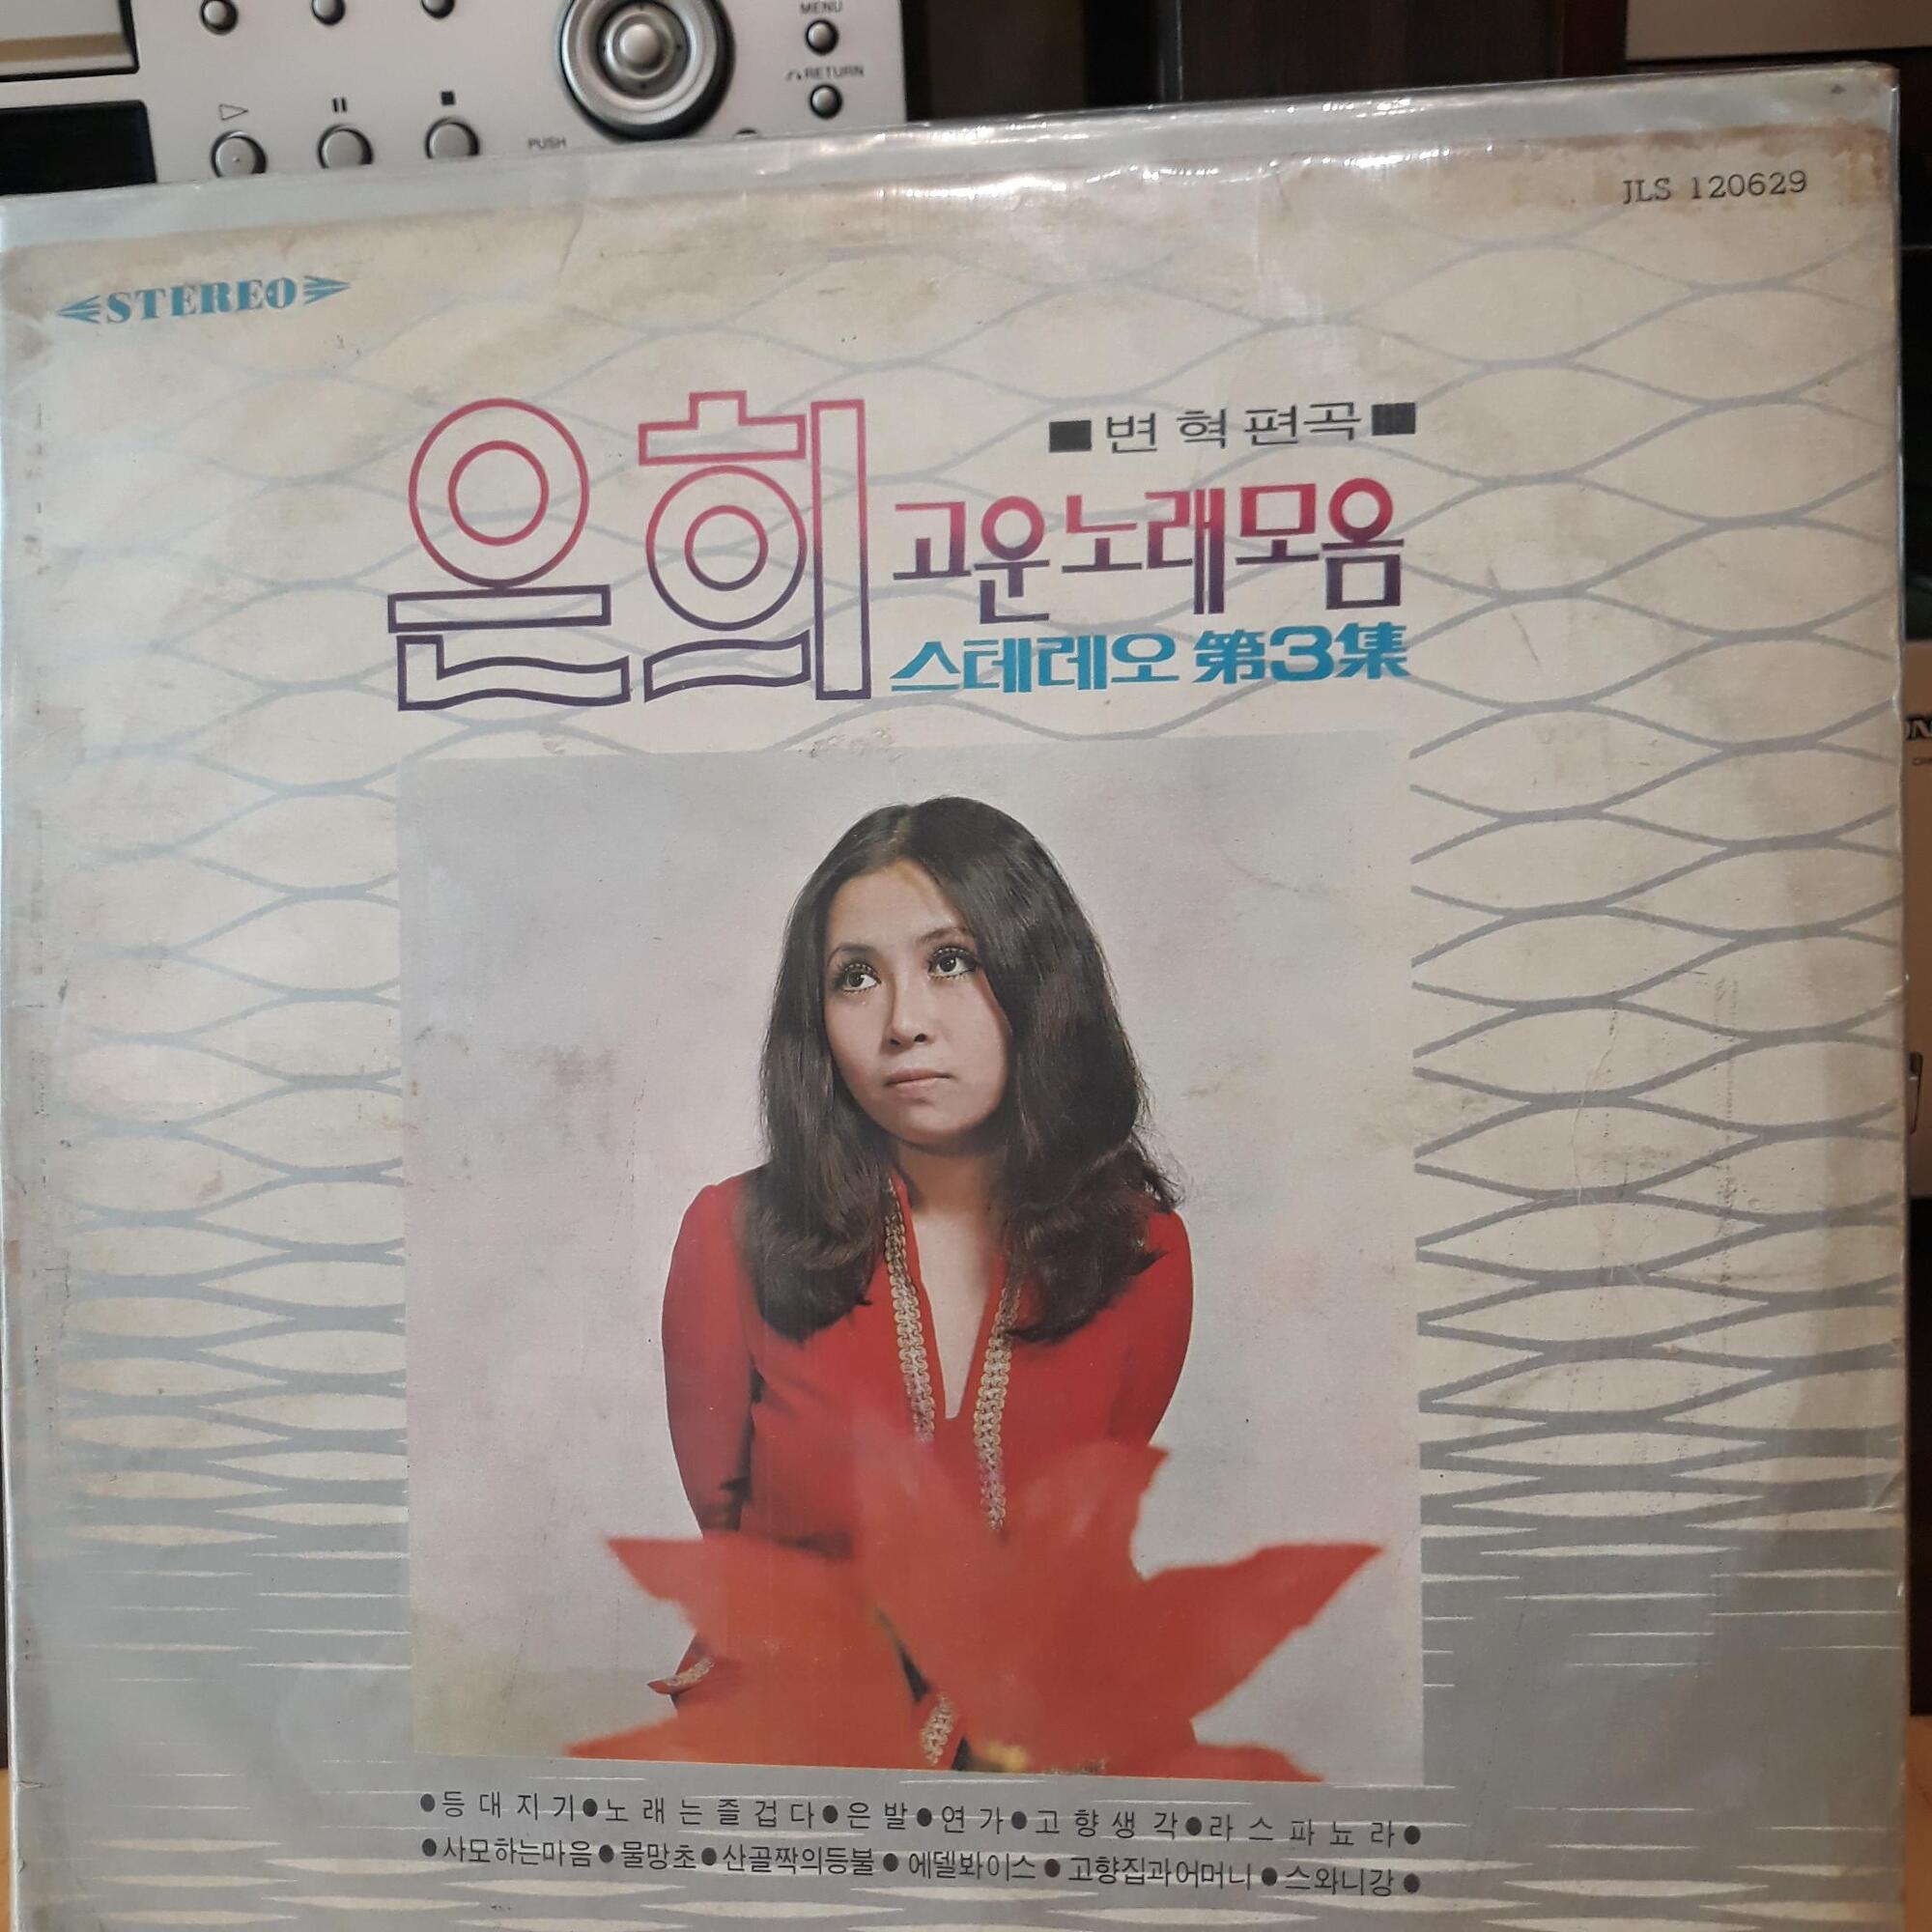 MENU
RETURN
PUSH
JLS 120629
STEREO
■변혁편곡■
은희 고운노래모음
스테레오 第3集
●등대지기●노래는즐겁다●은발●연가●고향생각●라스파뇨라●
●사모하는마음●물망초●산골짝의등불●에델봐이스●고향집과어머니●스와니강●